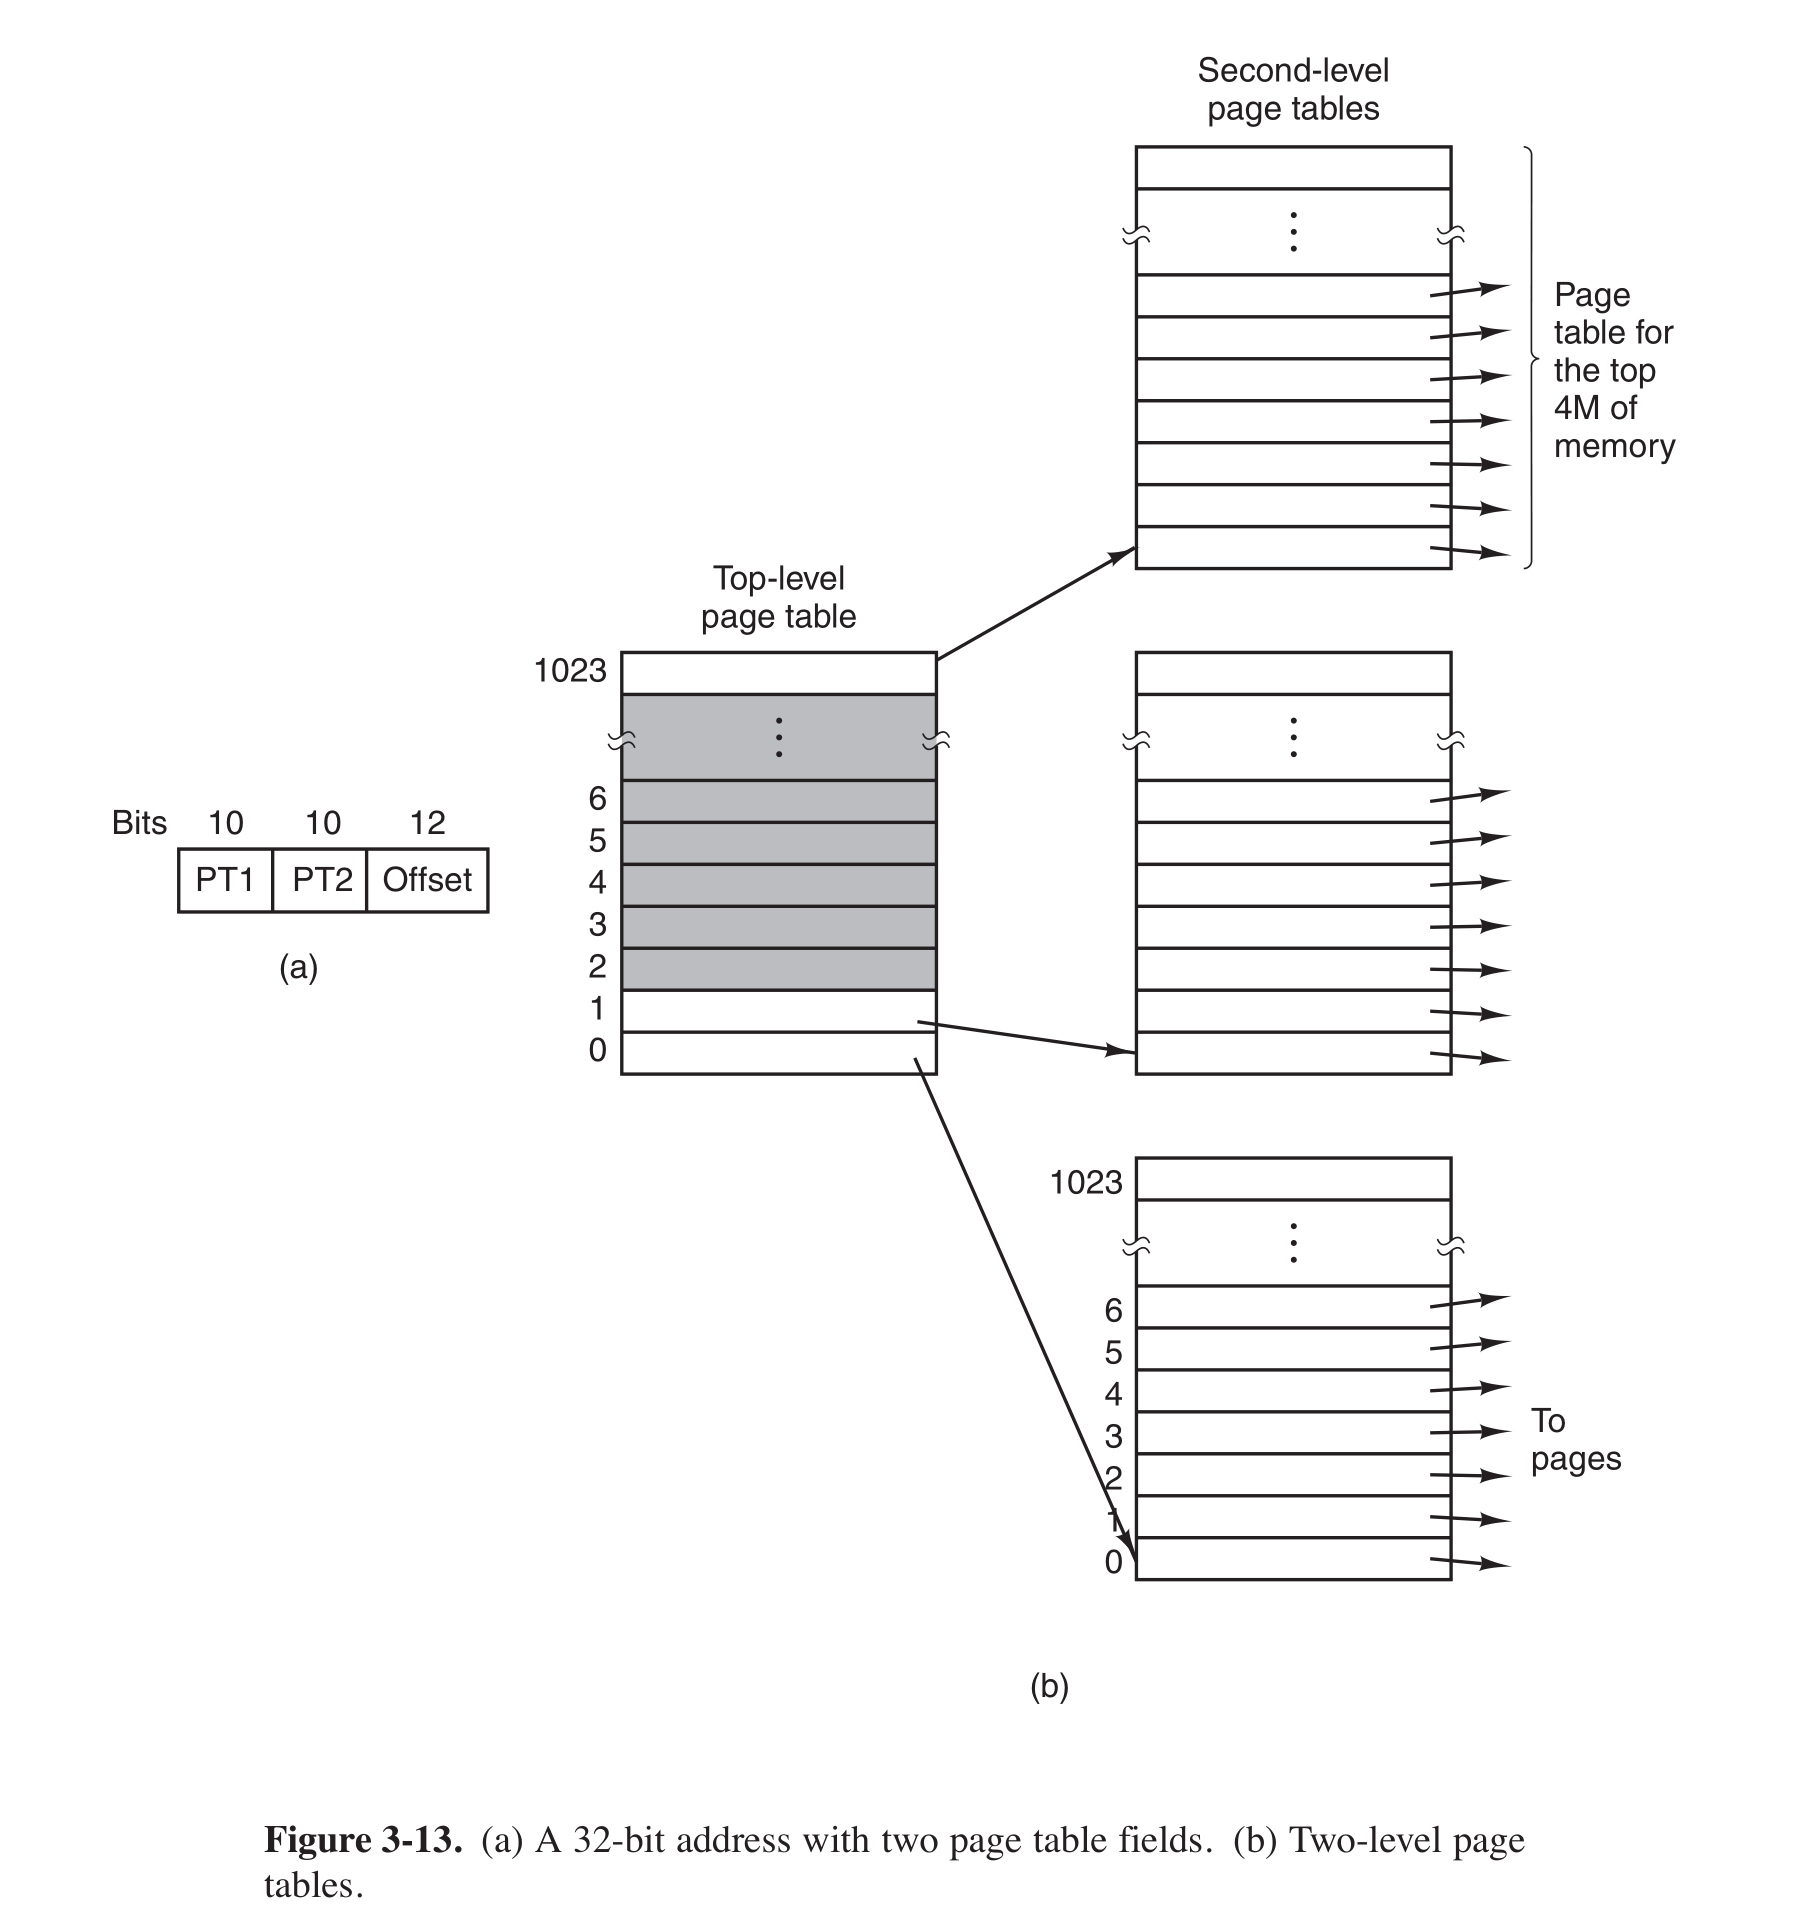 Second-level
page tables
Page
table for
the top
4M of
memory
Top-level
page table
1023
6
5
4
3
2
1
0
Bits 10 10 12
PT1 PT2 Offset
(a)
1023
6
5
4
3
2
1
0
To
pages
(b)
Figure 3-13. (a) A 32-bit address with two page table fields. (b) Two-level page
tables.